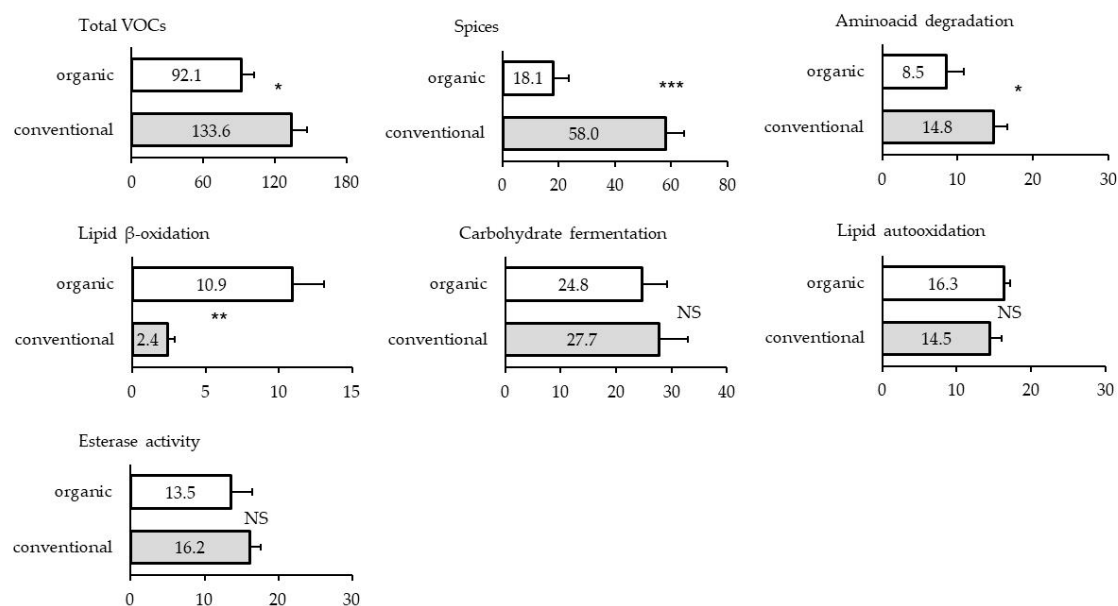 Total VOCs
organic
92.1
*
conventional
133.6
0 60 120 180
Spices
organic
18.1
***
conventional
58.0
0 20 40 60 80
Aminoacid degradation
organic
8.5
*
conventional
14.8
0 10 20 30
Lipid β-oxidation
organic
10.9
**
conventional
2.4
0 5 10 15
Carbohydrate fermentation
organic
24.8
NS
conventional
27.7
0 10 20 30 40
Lipid autooxidation
organic
16.3
NS
conventional
14.5
0 10 20 30
Esterase activity
organic
13.5
NS
conventional
16.2
0 10 20 30